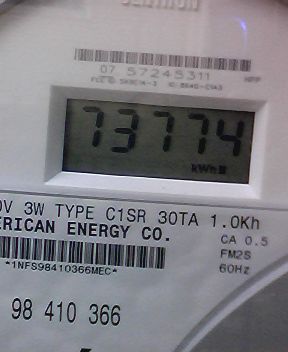 07 57245311
73774
kWh
V 3W TYPE C1SR 30TA 1.0Kh
ERICAN ENERGY CO.
CA 0.5
FM2S
60Hz
*1NFS98410366MEC*
98 410 366